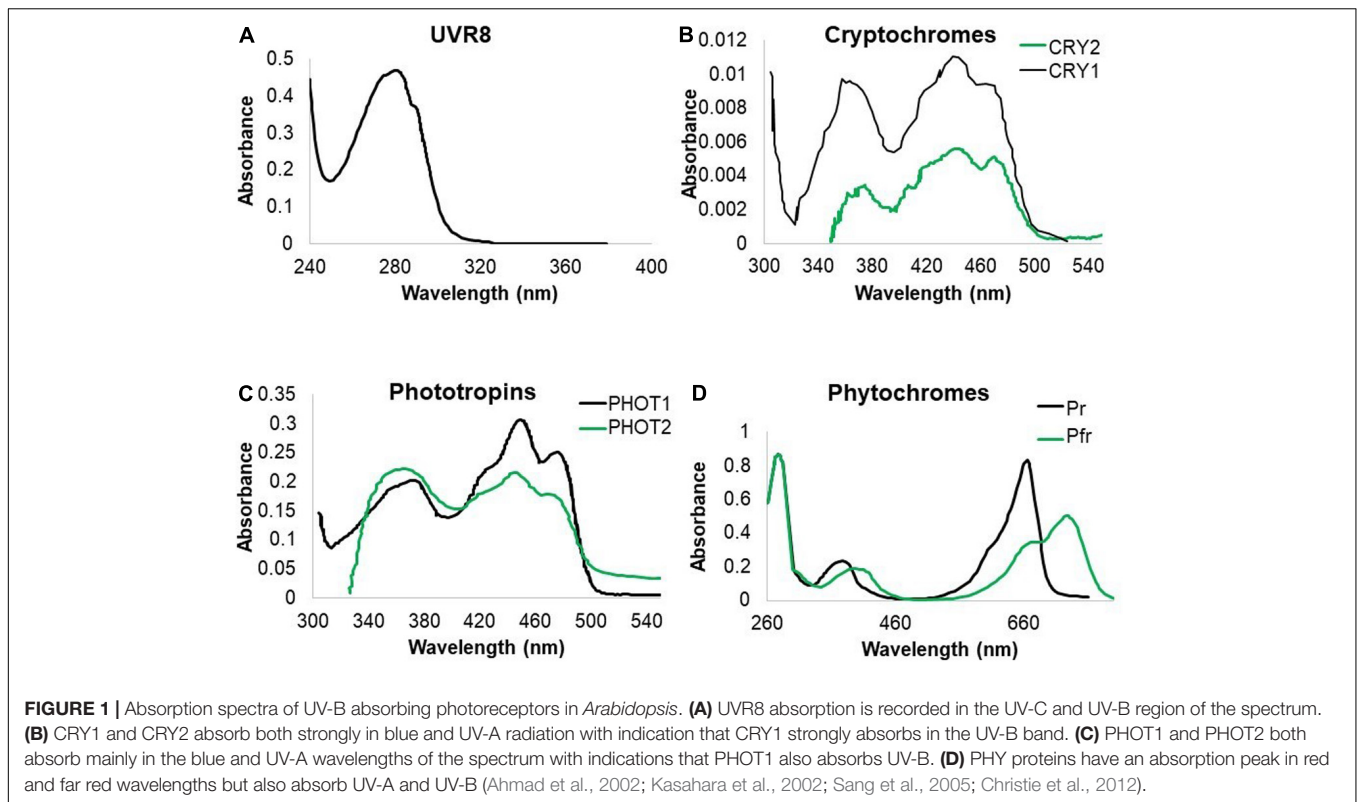 A
UVR8
0.5
0.4
0.3
0.2
0.1
0
Absorbance
240 280 320 360 400
Wavelength (nm)
B
Cryptochromes
CRY2
CRY1
0.012
0.01
0.008
0.006
0.004
0.002
0
Absorbance
300 340 380 420 460 500 540
Wavelength (nm)
C
Phototropins
PHOT1
PHOT2
0.35
0.3
0.25
0.2
0.15
0.1
0.05
0
Absorbance
300 340 380 420 460 500 540
Wavelength (nm)
D
Phytochromes
Pr
Pfr
1
0.8
0.6
0.4
0.2
0
Absorbance
260 460 660
Wavelength (nm)
FIGURE 1 | Absorption spectra of UV-B absorbing photoreceptors in Arabidopsis. (A) UVR8 absorption is recorded in the UV-C and UV-B region of the spectrum.
(B) CRY1 and CRY2 absorb both strongly in blue and UV-A radiation with indication that CRY1 strongly absorbs in the UV-B band. (C) PHOT1 and PHOT2 both
absorb mainly in the blue and UV-A wavelengths of the spectrum with indications that PHOT1 also absorbs UV-B. (D) PHY proteins have an absorption peak in red
and far red wavelengths but also absorb UV-A and UV-B (Ahmad et al., 2002; Kasahara et al., 2002; Sang et al., 2005; Christie et al., 2012).